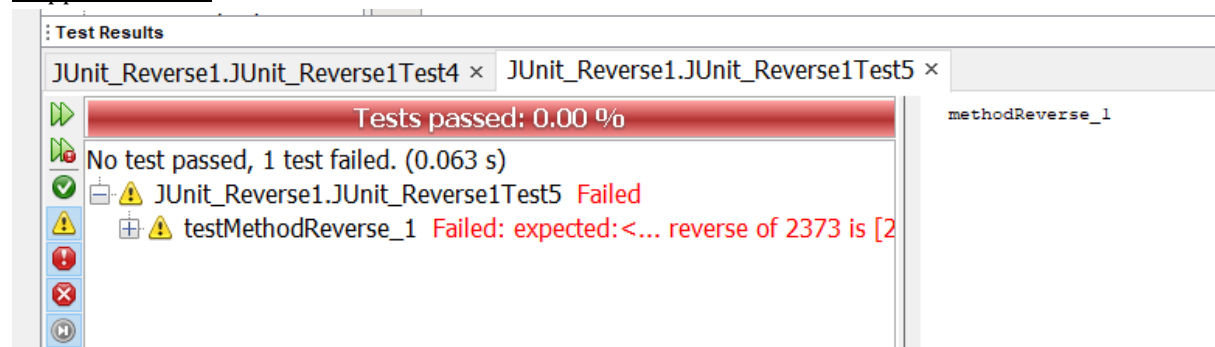 Test Results
JUnit_Reverse1.JUnit_Reverse1Test4 × JUnit_Reverse1.JUnit_Reverse1Test5 ×
Tests passed: 0.00 %
methodReverse_1
No test passed, 1 test failed. (0.063 s)
JUnit_Reverse1.JUnit_Reverse1Test5 Failed
testMethodReverse_1 Failed: expected:<... reverse of 2373 is [2